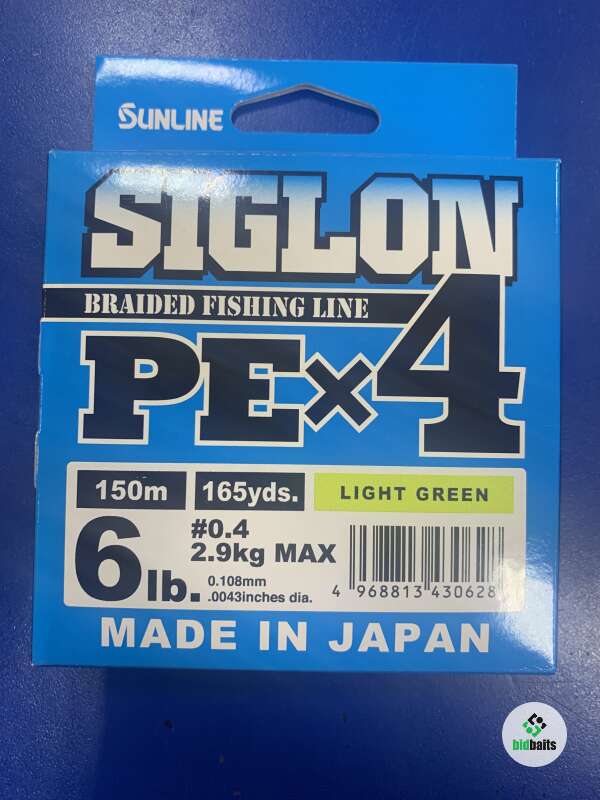 SUNLINE
SIGLON
BRAIDED FISHING LINE
PE×4
150m 165yds. LIGHT GREEN
6lb. #0.4
2.9kg MAX
0.108mm
.0043inches dia.
4 968813 430628
MADE IN JAPAN
bidbaits